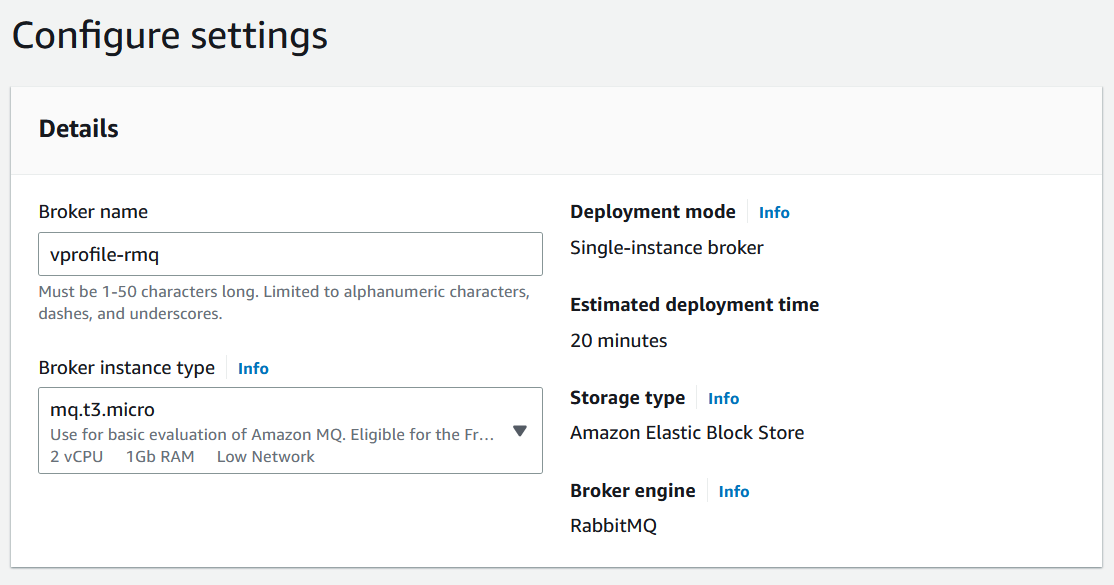 Configure settings
Details
Broker name
vprofile-rmq
Must be 1-50 characters long. Limited to alphanumeric characters,
dashes, and underscores.
Broker instance type Info
mq.t3.micro
Use for basic evaluation of Amazon MQ. Eligible for the Fr...
2 vCPU 1Gb RAM Low Network
Deployment mode Info
Single-instance broker
Estimated deployment time
20 minutes
Storage type Info
Amazon Elastic Block Store
Broker engine Info
RabbitMQ